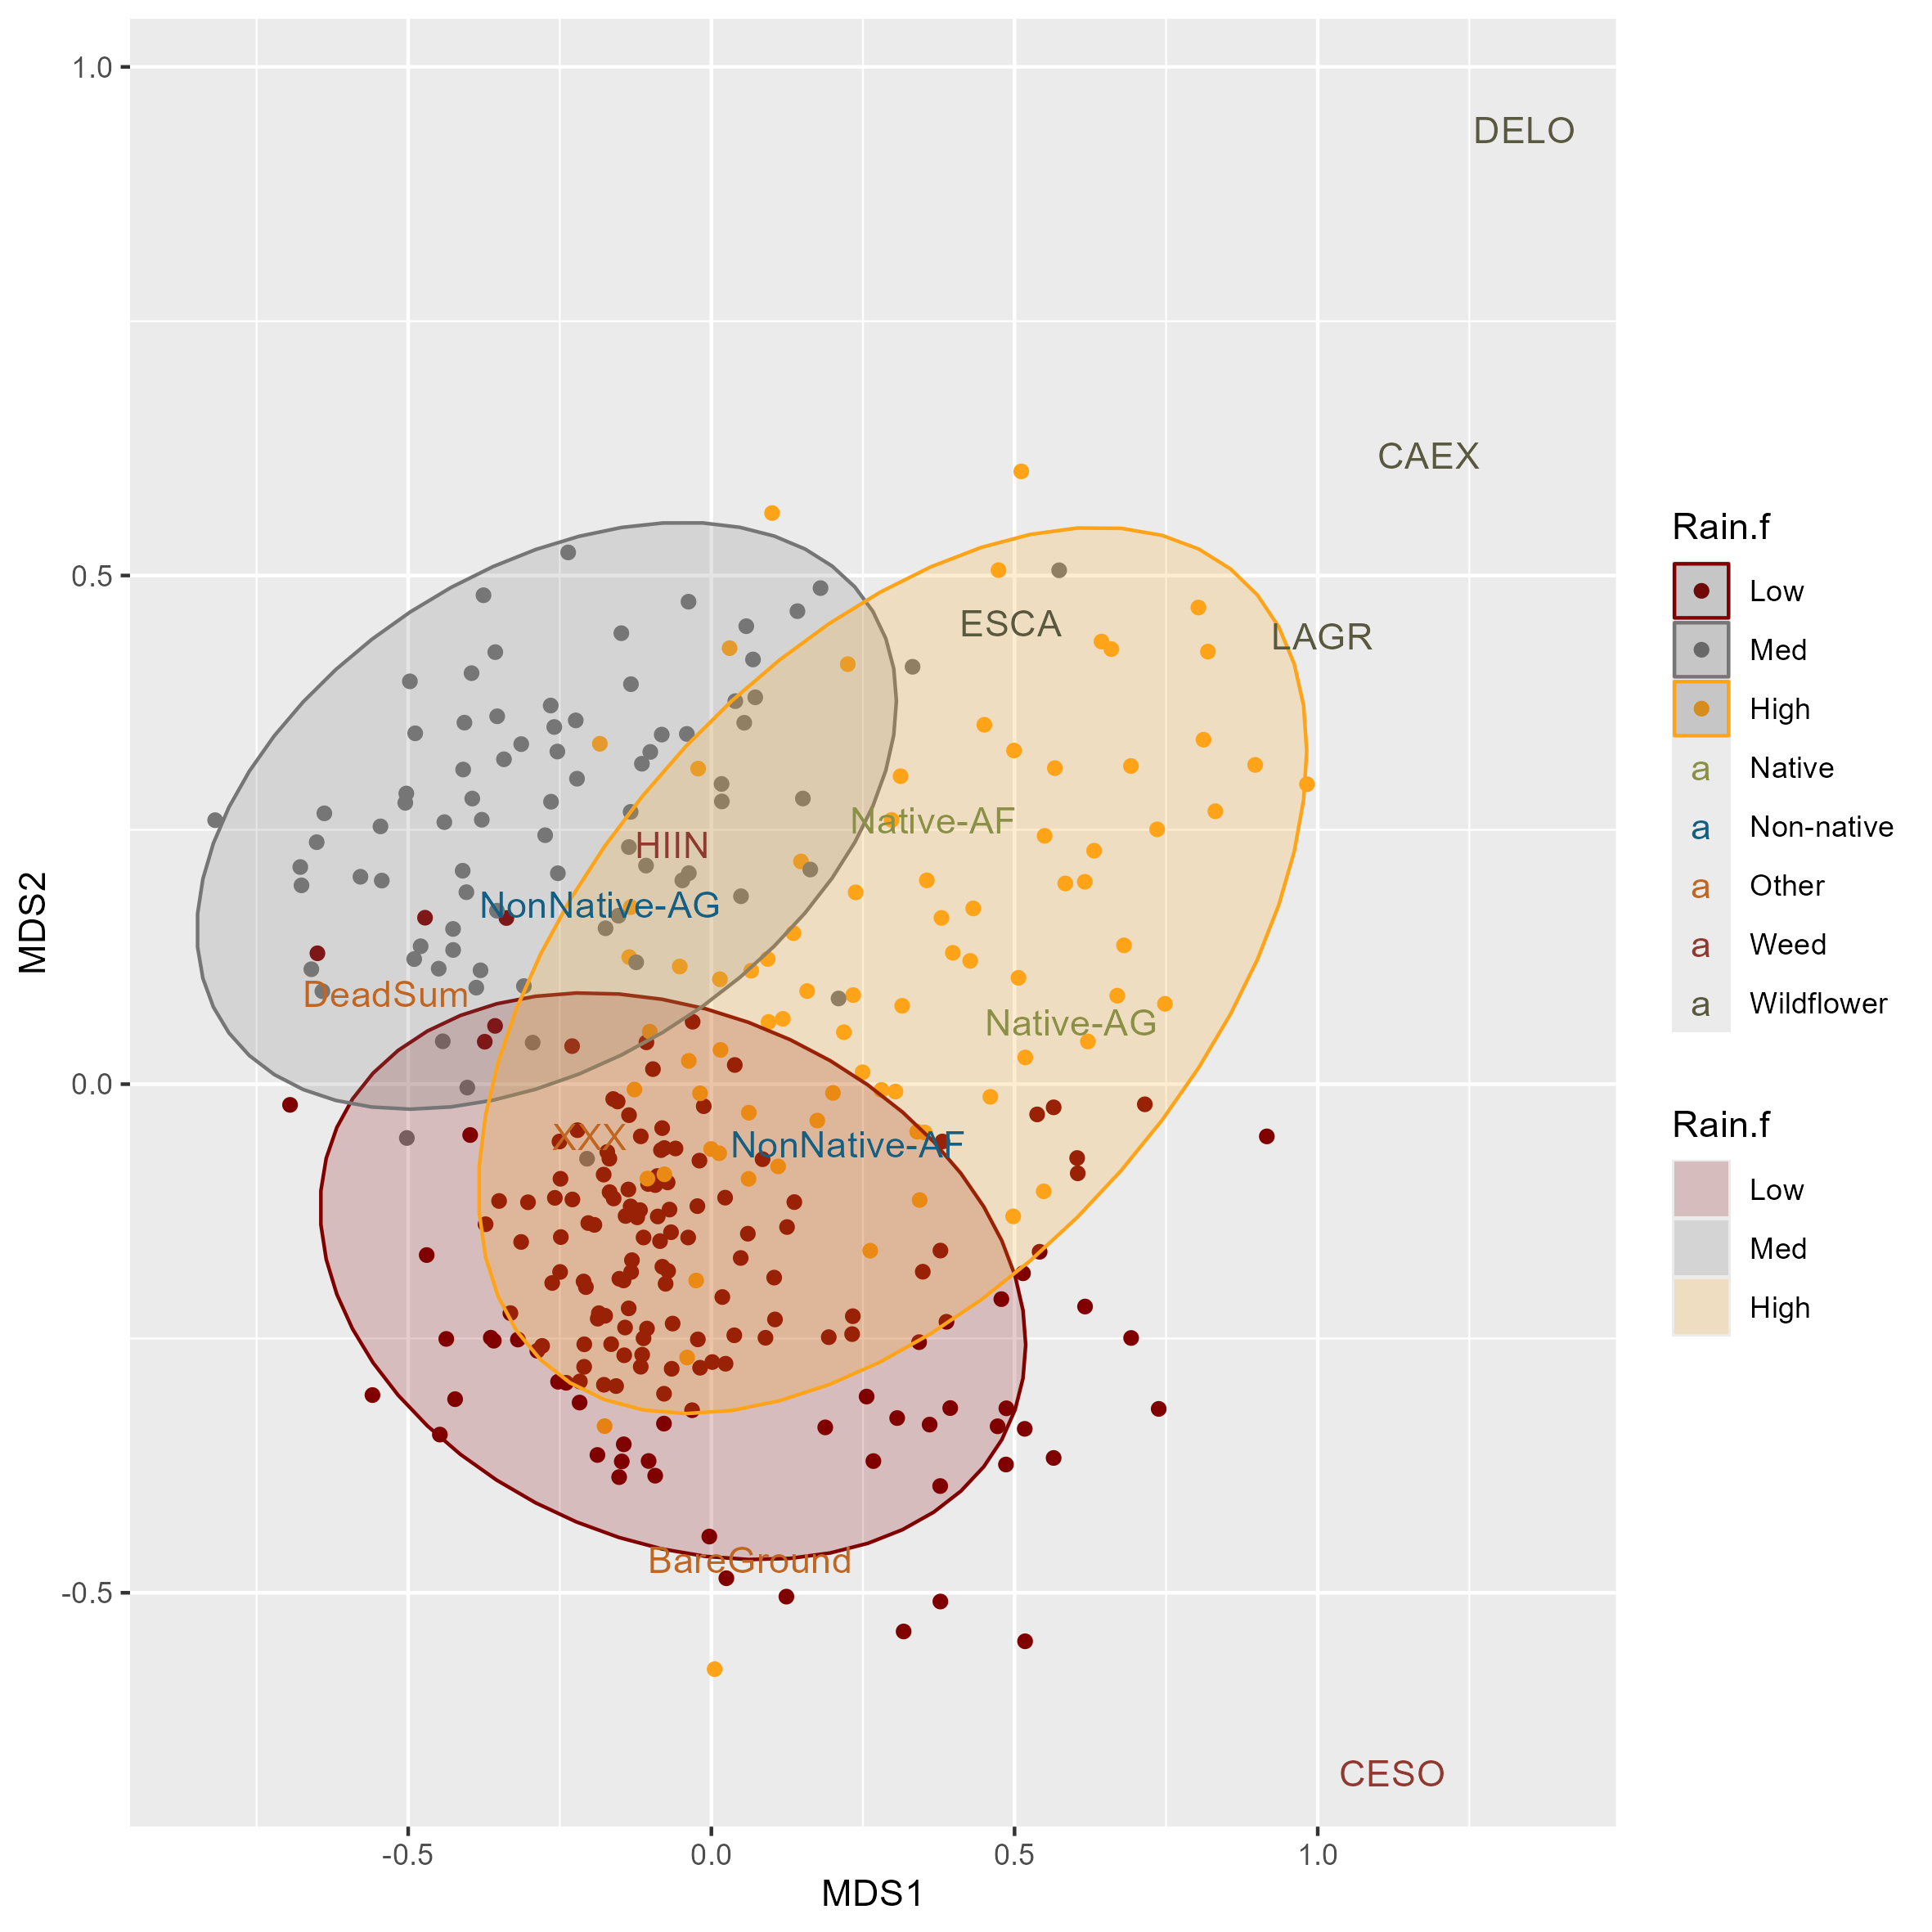 1.0
0.5
0.0
-0.5
MDS2
-0.5
0.0
0.5
1.0
MDS1
DELO
CAEX
ESCA
LAGR
Native-AF
HIIN
NonNative-AG
DeadSum
Native-AG
XXX
NonNative-AF
BareGround
CESO
Rain.f
Low
Med
High
a Native
a Non-native
a Other
a Weed
a Wildflower
Rain.f
Low
Med
High